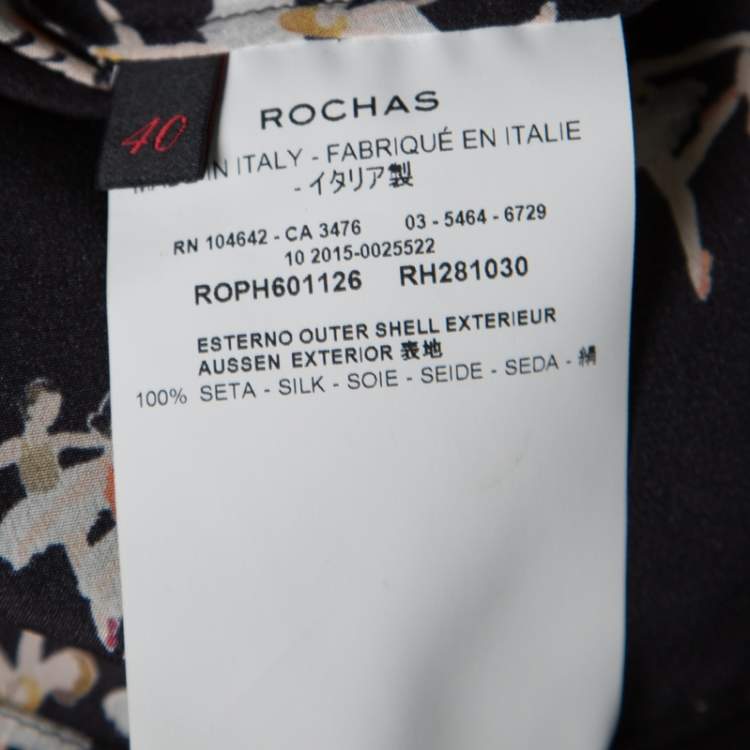 40
ROCHAS
IN ITALY - FABRIQUÉ EN ITALIE
- イタリア製
RN 104642 - CA 3476 03 - 5464 - 6729
10 2015-0025522
ROPH601126 RH281030
ESTERNO OUTER SHELL EXTERIEUR
AUSSEN EXTERIOR 表地
100% SETA - SILK - SOIE - SEIDE - SEDA - 絹